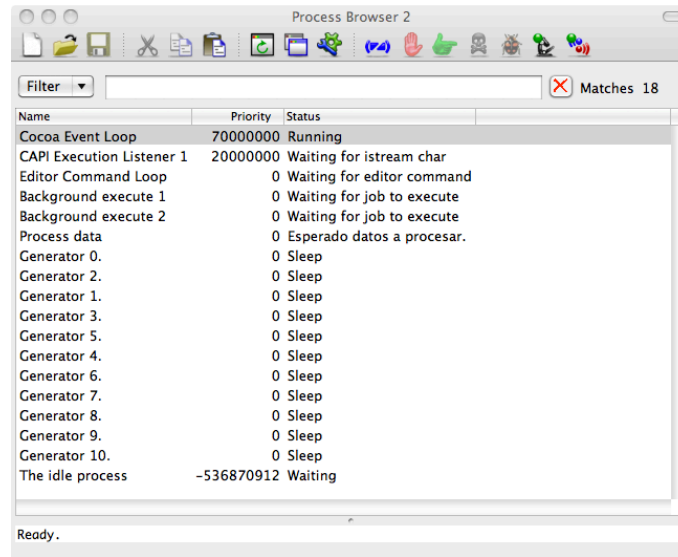 Process Browser 2
Filter Matches 18
Name Priority Status
Cocoa Event Loop 70000000 Running
CAPI Execution Listener 1 20000000 Waiting for istream char
Editor Command Loop 0 Waiting for editor command
Background execute 1 0 Waiting for job to execute
Background execute 2 0 Waiting for job to execute
Process data 0 Esperado datos a procesar.
Generator 0. 0 Sleep
Generator 2. 0 Sleep
Generator 1. 0 Sleep
Generator 3. 0 Sleep
Generator 5. 0 Sleep
Generator 4. 0 Sleep
Generator 6. 0 Sleep
Generator 7. 0 Sleep
Generator 8. 0 Sleep
Generator 9. 0 Sleep
Generator 10. 0 Sleep
The idle process -536870912 Waiting
Ready.